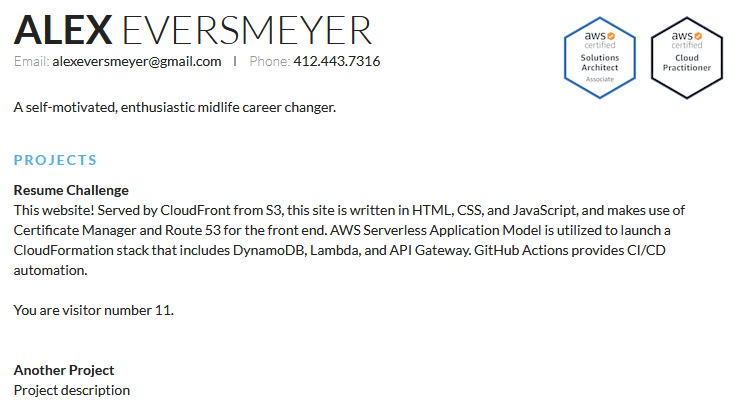 ALEX EVERSMEYER
Email: alexeversmeyer@gmail.com | Phone: 412.443.7316
aws
certified
Solutions
Architect
Associate
aws
certified
Cloud
Practitioner
A self-motivated, enthusiastic midlife career changer.
PROJECTS
Resume Challenge
This website! Served by CloudFront from S3, this site is written in HTML, CSS, and JavaScript, and makes use of
Certificate Manager and Route 53 for the front end. AWS Serverless Application Model is utilized to launch a
CloudFormation stack that includes DynamoDB, Lambda, and API Gateway. GitHub Actions provides CI/CD
automation.
You are visitor number 11.
Another Project
Project description